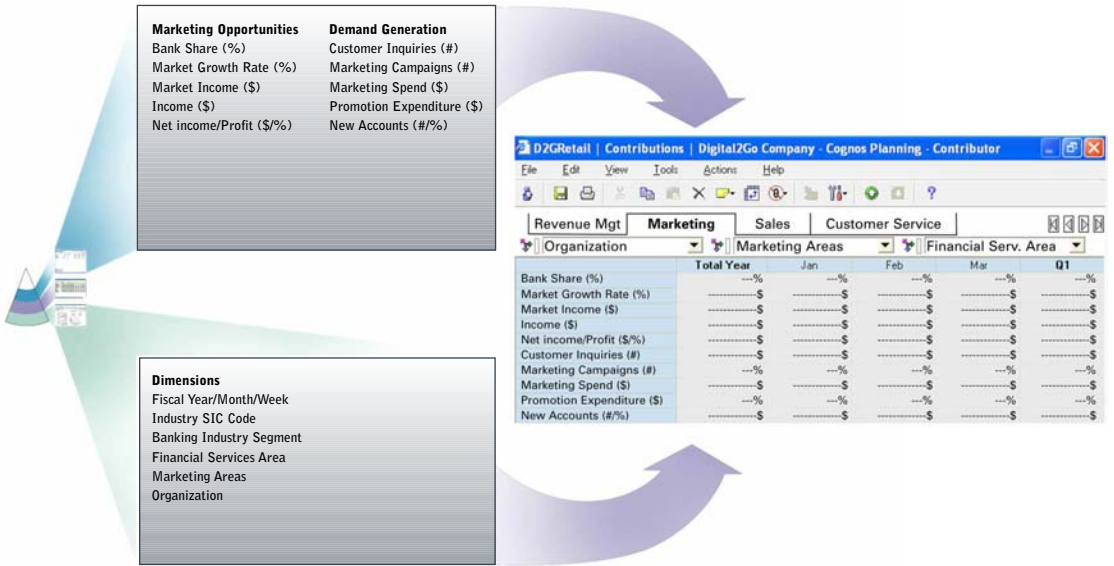 Marketing Opportunities
Bank Share (%)
Market Growth Rate (%)
Market Income ($)
Income ($)
Net income/Profit ($/%)
Demand Generation
Customer Inquiries (#)
Marketing Campaigns (#)
Marketing Spend ($)
Promotion Expenditure ($)
New Accounts (#/%)
Dimensions
Fiscal Year/Month/Week
Industry SIC Code
Banking Industry Segment
Financial Services Area
Marketing Areas
Organization
D2GRetail | Contributions | Digital2Go Company - Cognos Planning - Contributor
File Edit View Tools Actions Help
Revenue Mgt Marketing Sales Customer Service
Organization Marketing Areas Financial Serv. Area
Total Year Jan Feb Mar Q1
Bank Share (%) ---% ---% ---% ---% ---%
Market Growth Rate (%) ------------$ ------------$ ------------$ ------------$ ------------$
Market Income ($) ------------$ ------------$ ------------$ ------------$ ------------$
Income ($) ------------$ ------------$ ------------$ ------------$ ------------$
Net income/Profit ($/%) ------------$ ------------$ ------------$ ------------$ ------------$
Customer Inquiries (#) ------------$ ------------$ ------------$ ------------$ ------------$
Marketing Campaigns (#) ---% ---% ---% ---% ---%
Marketing Spend ($) ------------$ ------------$ ------------$ ------------$ ------------$
Promotion Expenditure ($) ---% ---% ---% ---% ---%
New Accounts (#/%) ------------$ ------------$ ------------$ ------------$ ------------$